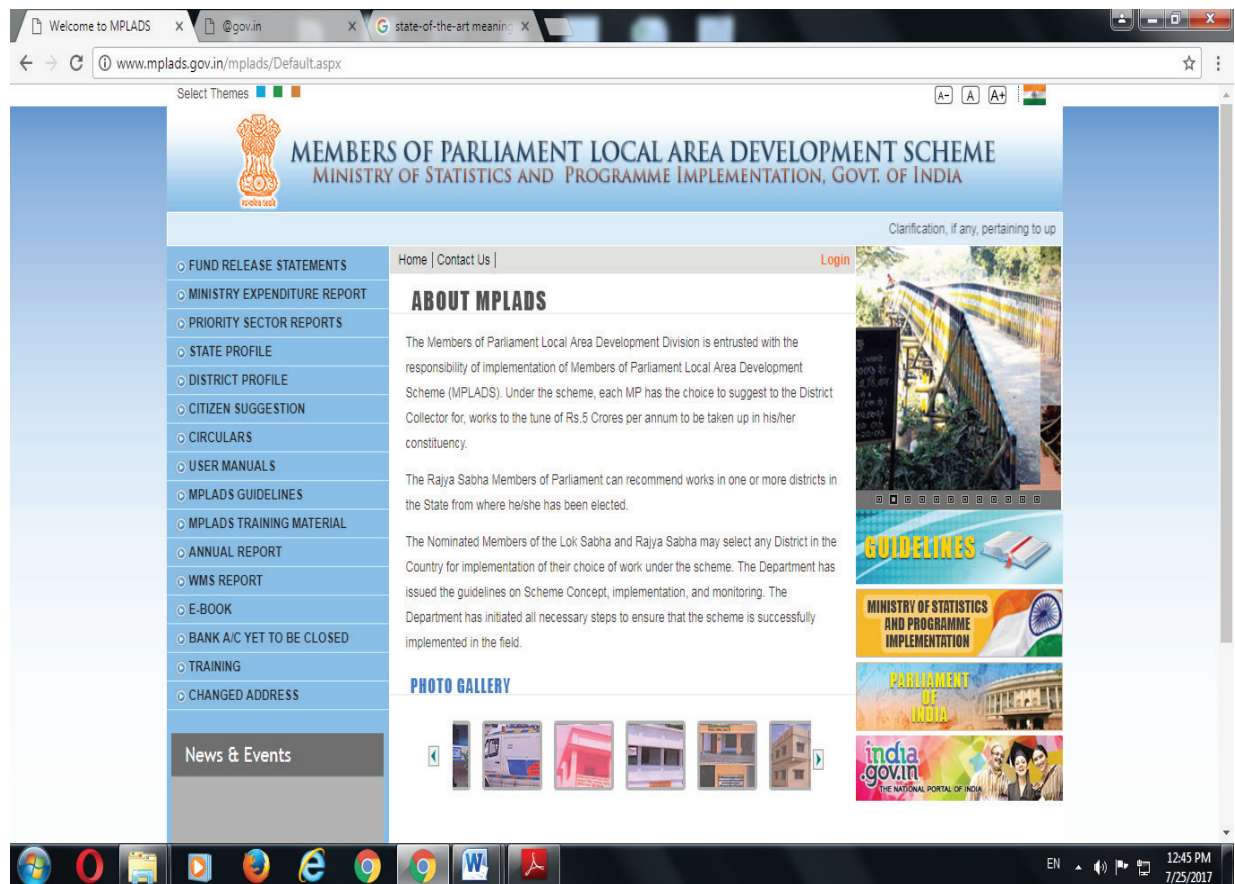 Welcome to MPLADS
@gov.in
state-of-the-art meaning
www.mplads.gov.in/mplads/Default.aspx
Select Themes
A- A A+
MEMBERS OF PARLIAMENT LOCAL AREA DEVELOPMENT SCHEME
MINISTRY OF STATISTICS AND PROGRAMME IMPLEMENTATION, GOVT. OF INDIA
Clarification, if any, pertaining to up
FUND RELEASE STATEMENTS
MINISTRY EXPENDITURE REPORT
PRIORITY SECTOR REPORTS
STATE PROFILE
DISTRICT PROFILE
CITIZEN SUGGESTION
CIRCULARS
USER MANUALS
MPLADS GUIDELINES
MPLADS TRAINING MATERIAL
ANNUAL REPORT
WMS REPORT
E-BOOK
BANK A/C YET TO BE CLOSED
TRAINING
CHANGED ADDRESS
News & Events
Home | Contact Us |
Login
ABOUT MPLADS
The Members of Parliament Local Area Development Division is entrusted with the
responsibility of implementation of Members of Parliament Local Area Development
Scheme (MPLADS). Under the scheme, each MP has the choice to suggest to the District
Collector for, works to the tune of Rs.5 Crores per annum to be taken up in his/her
constituency.
The Rajya Sabha Members of Parliament can recommend works in one or more districts in
the State from where he/she has been elected.
The Nominated Members of the Lok Sabha and Rajya Sabha may select any District in the
Country for implementation of their choice of work under the scheme. The Department has
issued the guidelines on Scheme Concept, implementation, and monitoring. The
Department has initiated all necessary steps to ensure that the scheme is successfully
implemented in the field.
PHOTO GALLERY
GUIDELINES
MINISTRY OF STATISTICS
AND PROGRAMME
IMPLEMENTATION
PARLIAMENT
OF
INDIA
india
.gov.in
THE NATIONAL PORTAL OF INDIA
EN
12:45 PM
7/25/2017